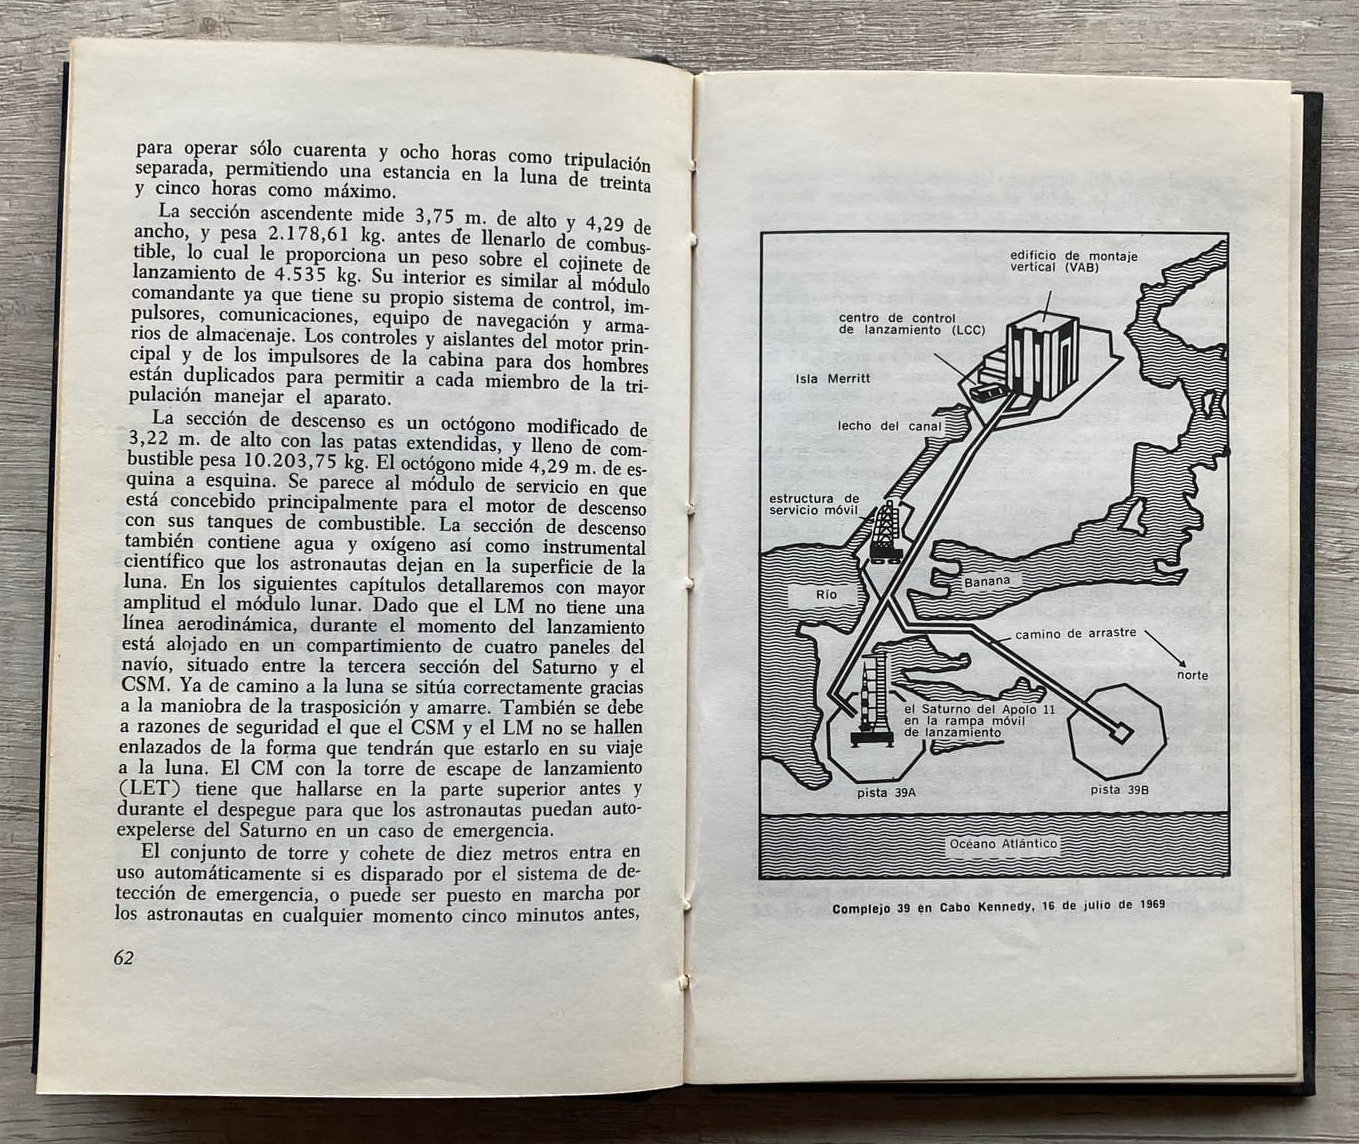 para operar sólo cuarenta y ocho horas como tripulación
separada, permitiendo una estancia en la luna de treinta
y cinco horas como máximo.
La sección ascendente mide 3,75 m. de alto y 4,29 de
ancho, y pesa 2.178,61 kg. antes de llenarlo de combus-
tible, lo cual le proporciona un peso sobre el cojinete de
lanzamiento de 4.535 kg. Su interior es similar al módulo
comandante ya que tiene su propio sistema de control, im-
pulsores, comunicaciones, equipo de navegación y arma-
rios de almacenaje. Los controles y aislantes del motor prin-
cipal y de los impulsores de la cabina para dos hombres
están duplicados para permitir a cada miembro de la tri-
pulación manejar el aparato.
La sección de descenso es un octógono modificado de
3,22 m. de alto con las patas extendidas, y lleno de com-
bustible pesa 10.203,75 kg. El octógono mide 4,29 m. de es-
quina a esquina. Se parece al módulo de servicio en que
está concebido principalmente para el motor de descenso
con sus tanques de combustible. La sección de descenso
también contiene agua y oxígeno así como instrumental
científico que los astronautas dejan en la superficie de la
luna. En los siguientes capítulos detallaremos con mayor
amplitud el módulo lunar. Dado que el LM no tiene una
línea aerodinámica, durante el momento del lanzamiento
está alojado en un compartimiento de cuatro paneles del
navío, situado entre la tercera sección del Saturno y el
CSM. Ya de camino a la luna se sitúa correctamente gracias
a la maniobra de la trasposición y amarre. También se debe
a razones de seguridad el que el CSM y el LM no se hallen
enlazados de la forma que tendrán que estarlo en su viaje
a la luna. El CM con la torre de escape de lanzamiento
(LET) tiene que hallarse en la parte superior antes y
durante el despegue para que los astronautas puedan auto-
expelerse del Saturno en un caso de emergencia.
El conjunto de torre y cohete de diez metros entra en
uso automáticamente si es disparado por el sistema de de-
tección de emergencia, o puede ser puesto en marcha por
los astronautas en cualquier momento cinco minutos antes,
62
edificio de montaje
vertical (VAB)
centro de control
de lanzamiento (LCC)
Isla Merritt
lecho del canal
estructura de
servicio móvil
Río
Banana
camino de arrastre
norte
el Saturno del Apolo 11
en la rampa móvil
de lanzamiento
pista 39A
pista 39B
Océano Atlántico
Complejo 39 en Cabo Kennedy, 16 de julio de 1969